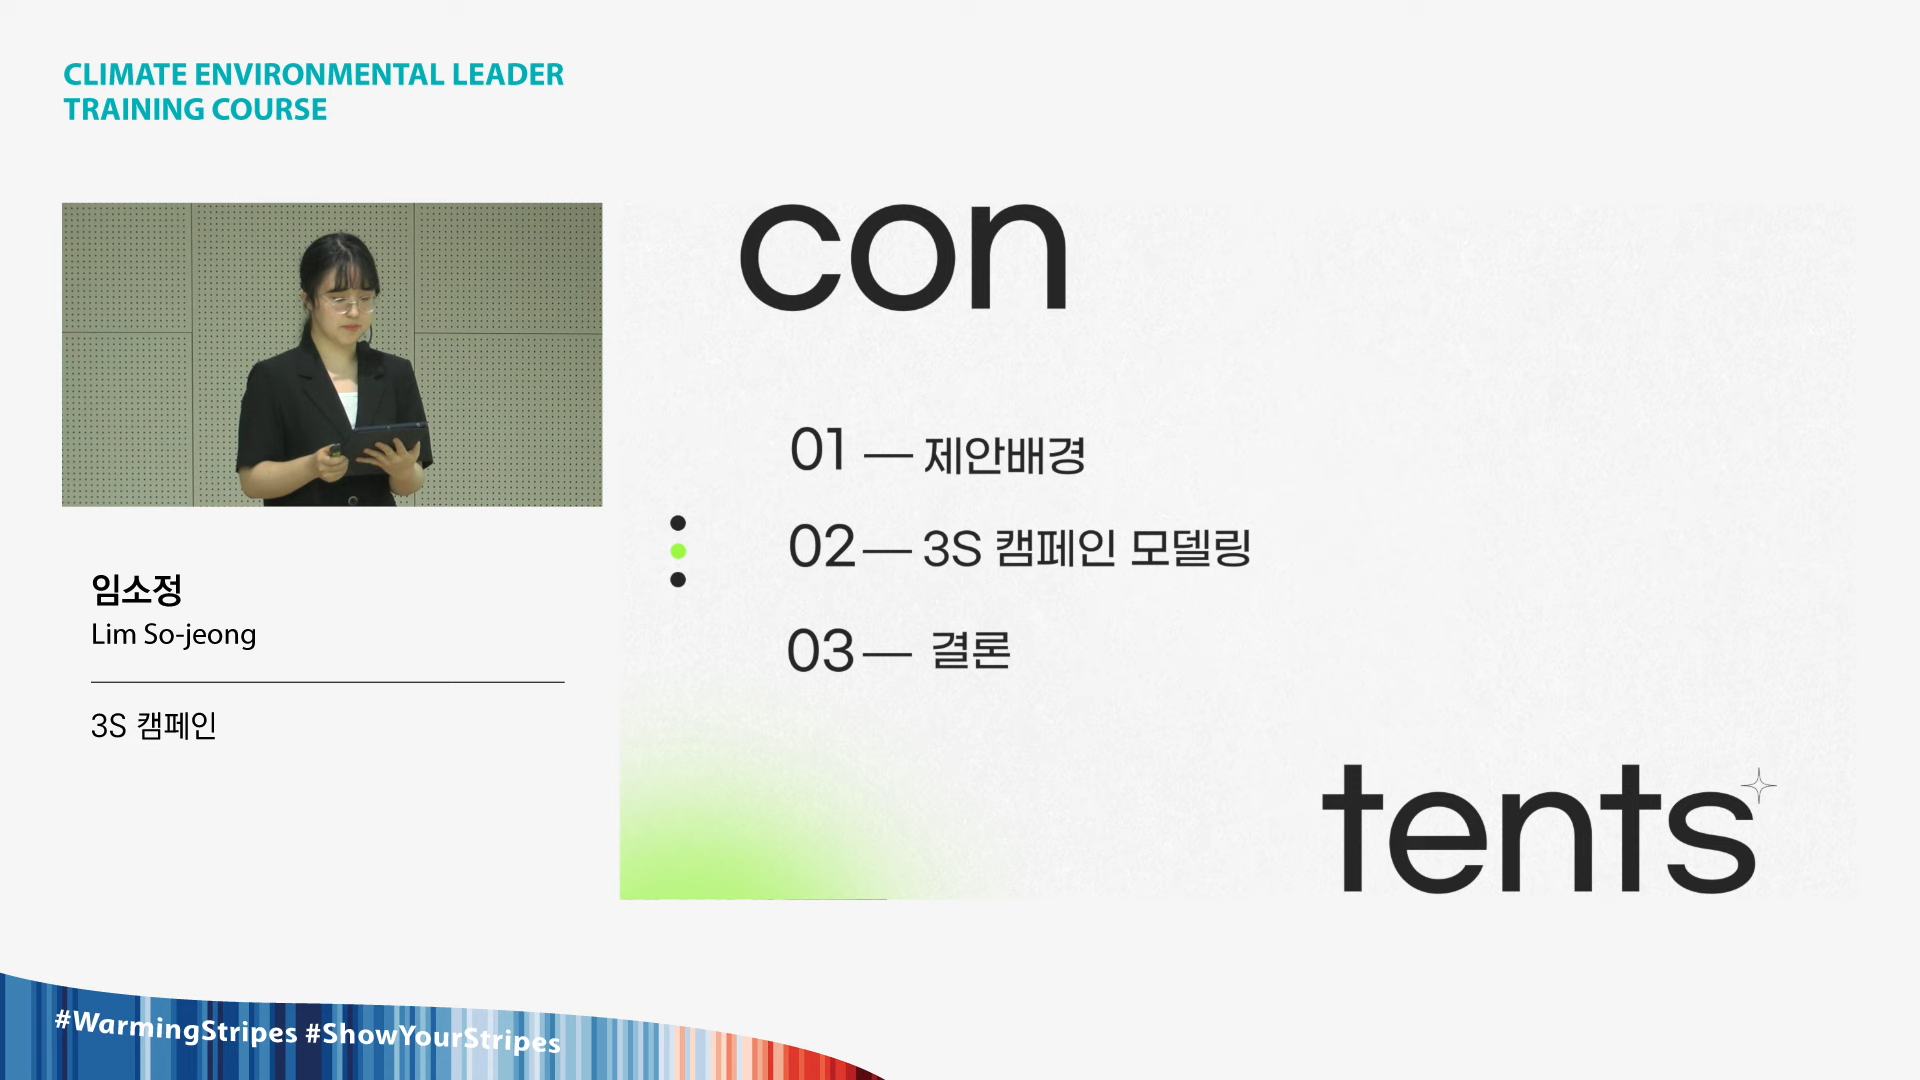 CLIMATE ENVIRONMENTAL LEADER
TRAINING COURSE
임소정
Lim So-jeong
3S 캠페인
con
01 — 제안배경
02 — 3S 캠페인 모델링
03 — 결론
tents
#WarmingStripes #ShowYourStripes